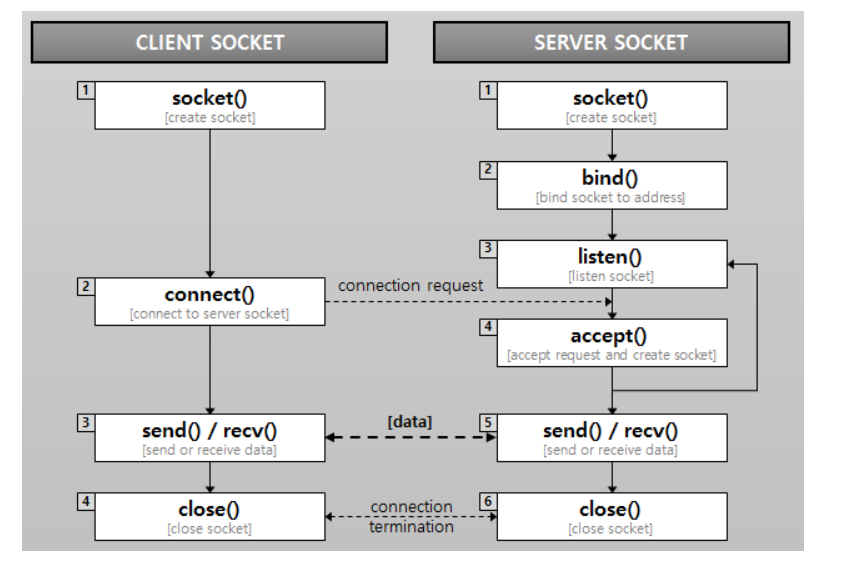 CLIENT SOCKET
SERVER SOCKET
1
socket()
[create socket]
1
socket()
[create socket]
2
bind()
[bind socket to address]
3
listen()
[listen socket]
2
connect()
[connect to server socket]
connection request
4
accept()
[accept request and create socket]
3
send() / recv()
[send or receive data]
[data]
5
send() / recv()
[send or receive data]
4
close()
[close socket]
connection
termination
6
close()
[close socket]